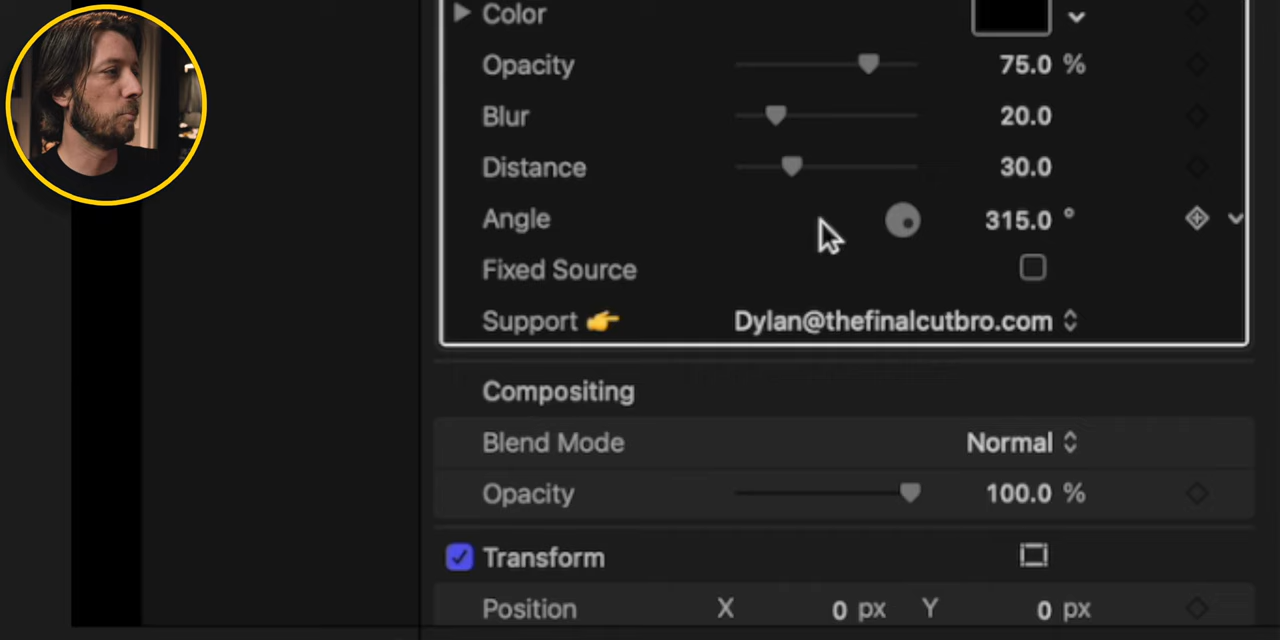 Color
Opacity 75.0 %
Blur 20.0
Distance 30.0
Angle 315.0 °
Fixed Source
Support 👉 Dylan@thefinalcutbro.com
Compositing
Blend Mode Normal
Opacity 100.0 %
Transform
Position X 0 px Y 0 px